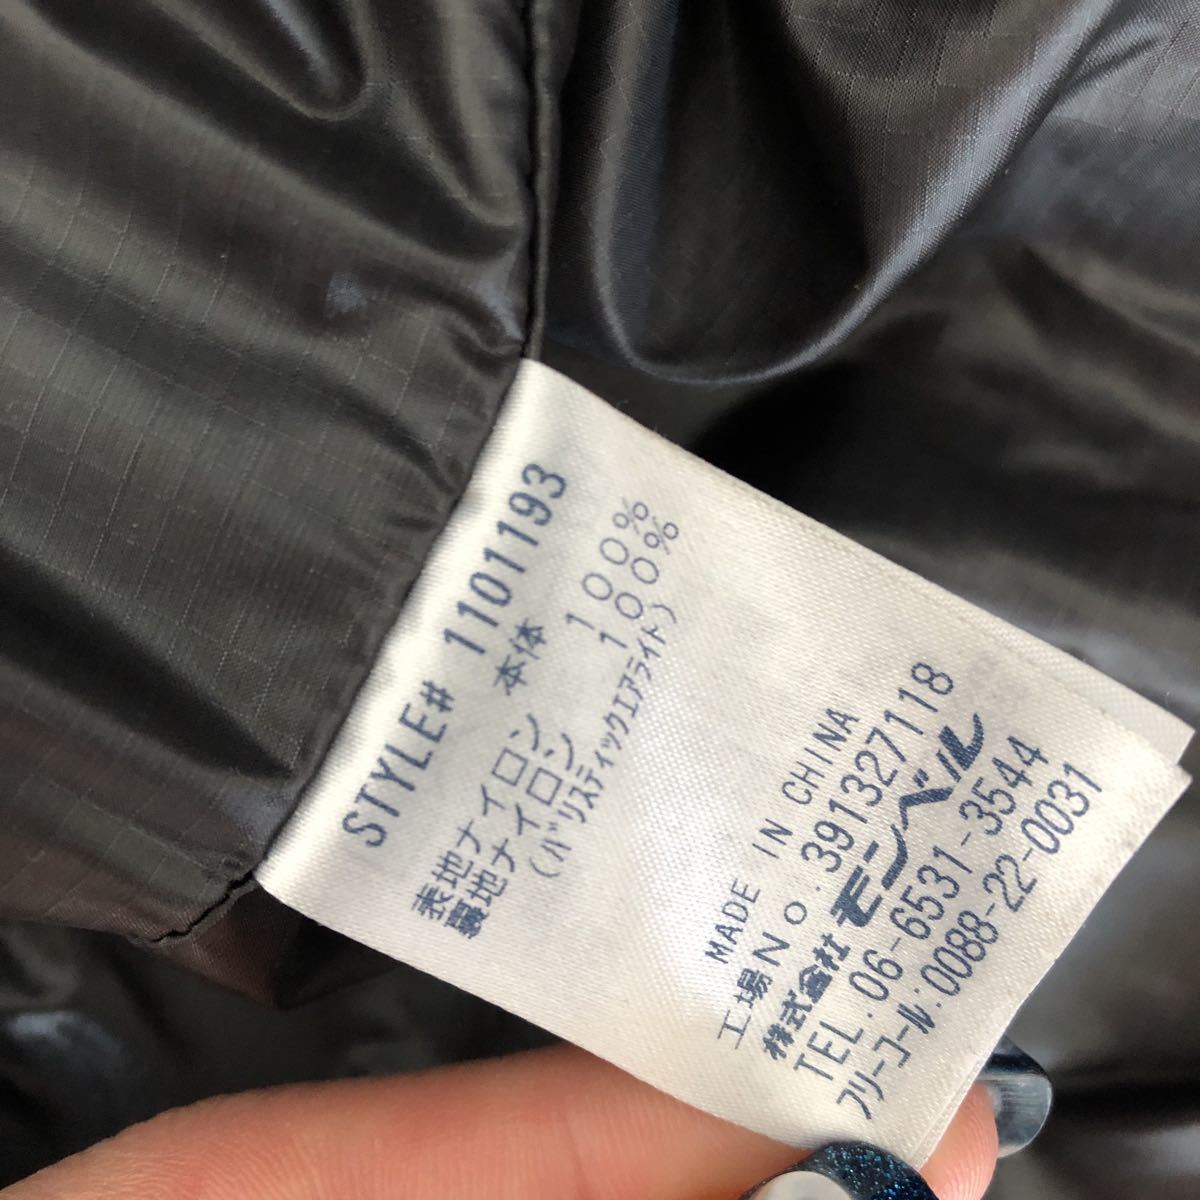 STYLE# 1101193
本体
表地ナイロン 100%
裏地ナイロン 100%
(バリスティックエアライト)
MADE IN CHINA
工場No.391327118
株式会社モンベル
TEL.06-6531-3544
フリーコール:0088-22-0031